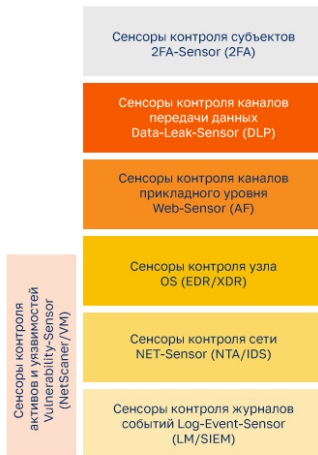 Сенсоры контроля субъектов
2FA-Sensor (2FA)
Сенсоры контроля каналов
передачи данных
Data-Leak-Sensor (DLP)
Сенсоры контроля каналов
прикладного уровня
Web-Sensor (AF)
Сенсоры контроля узла
OS (EDR/XDR)
Сенсоры контроля сети
NET-Sensor (NTA/IDS)
Сенсоры контроля журналов
событий Log-Event-Sensor
(LM/SIEM)
Сенсоры контроля
активов и уязвимостей
Vulnerability-Sensor
(NetScaner/VM)